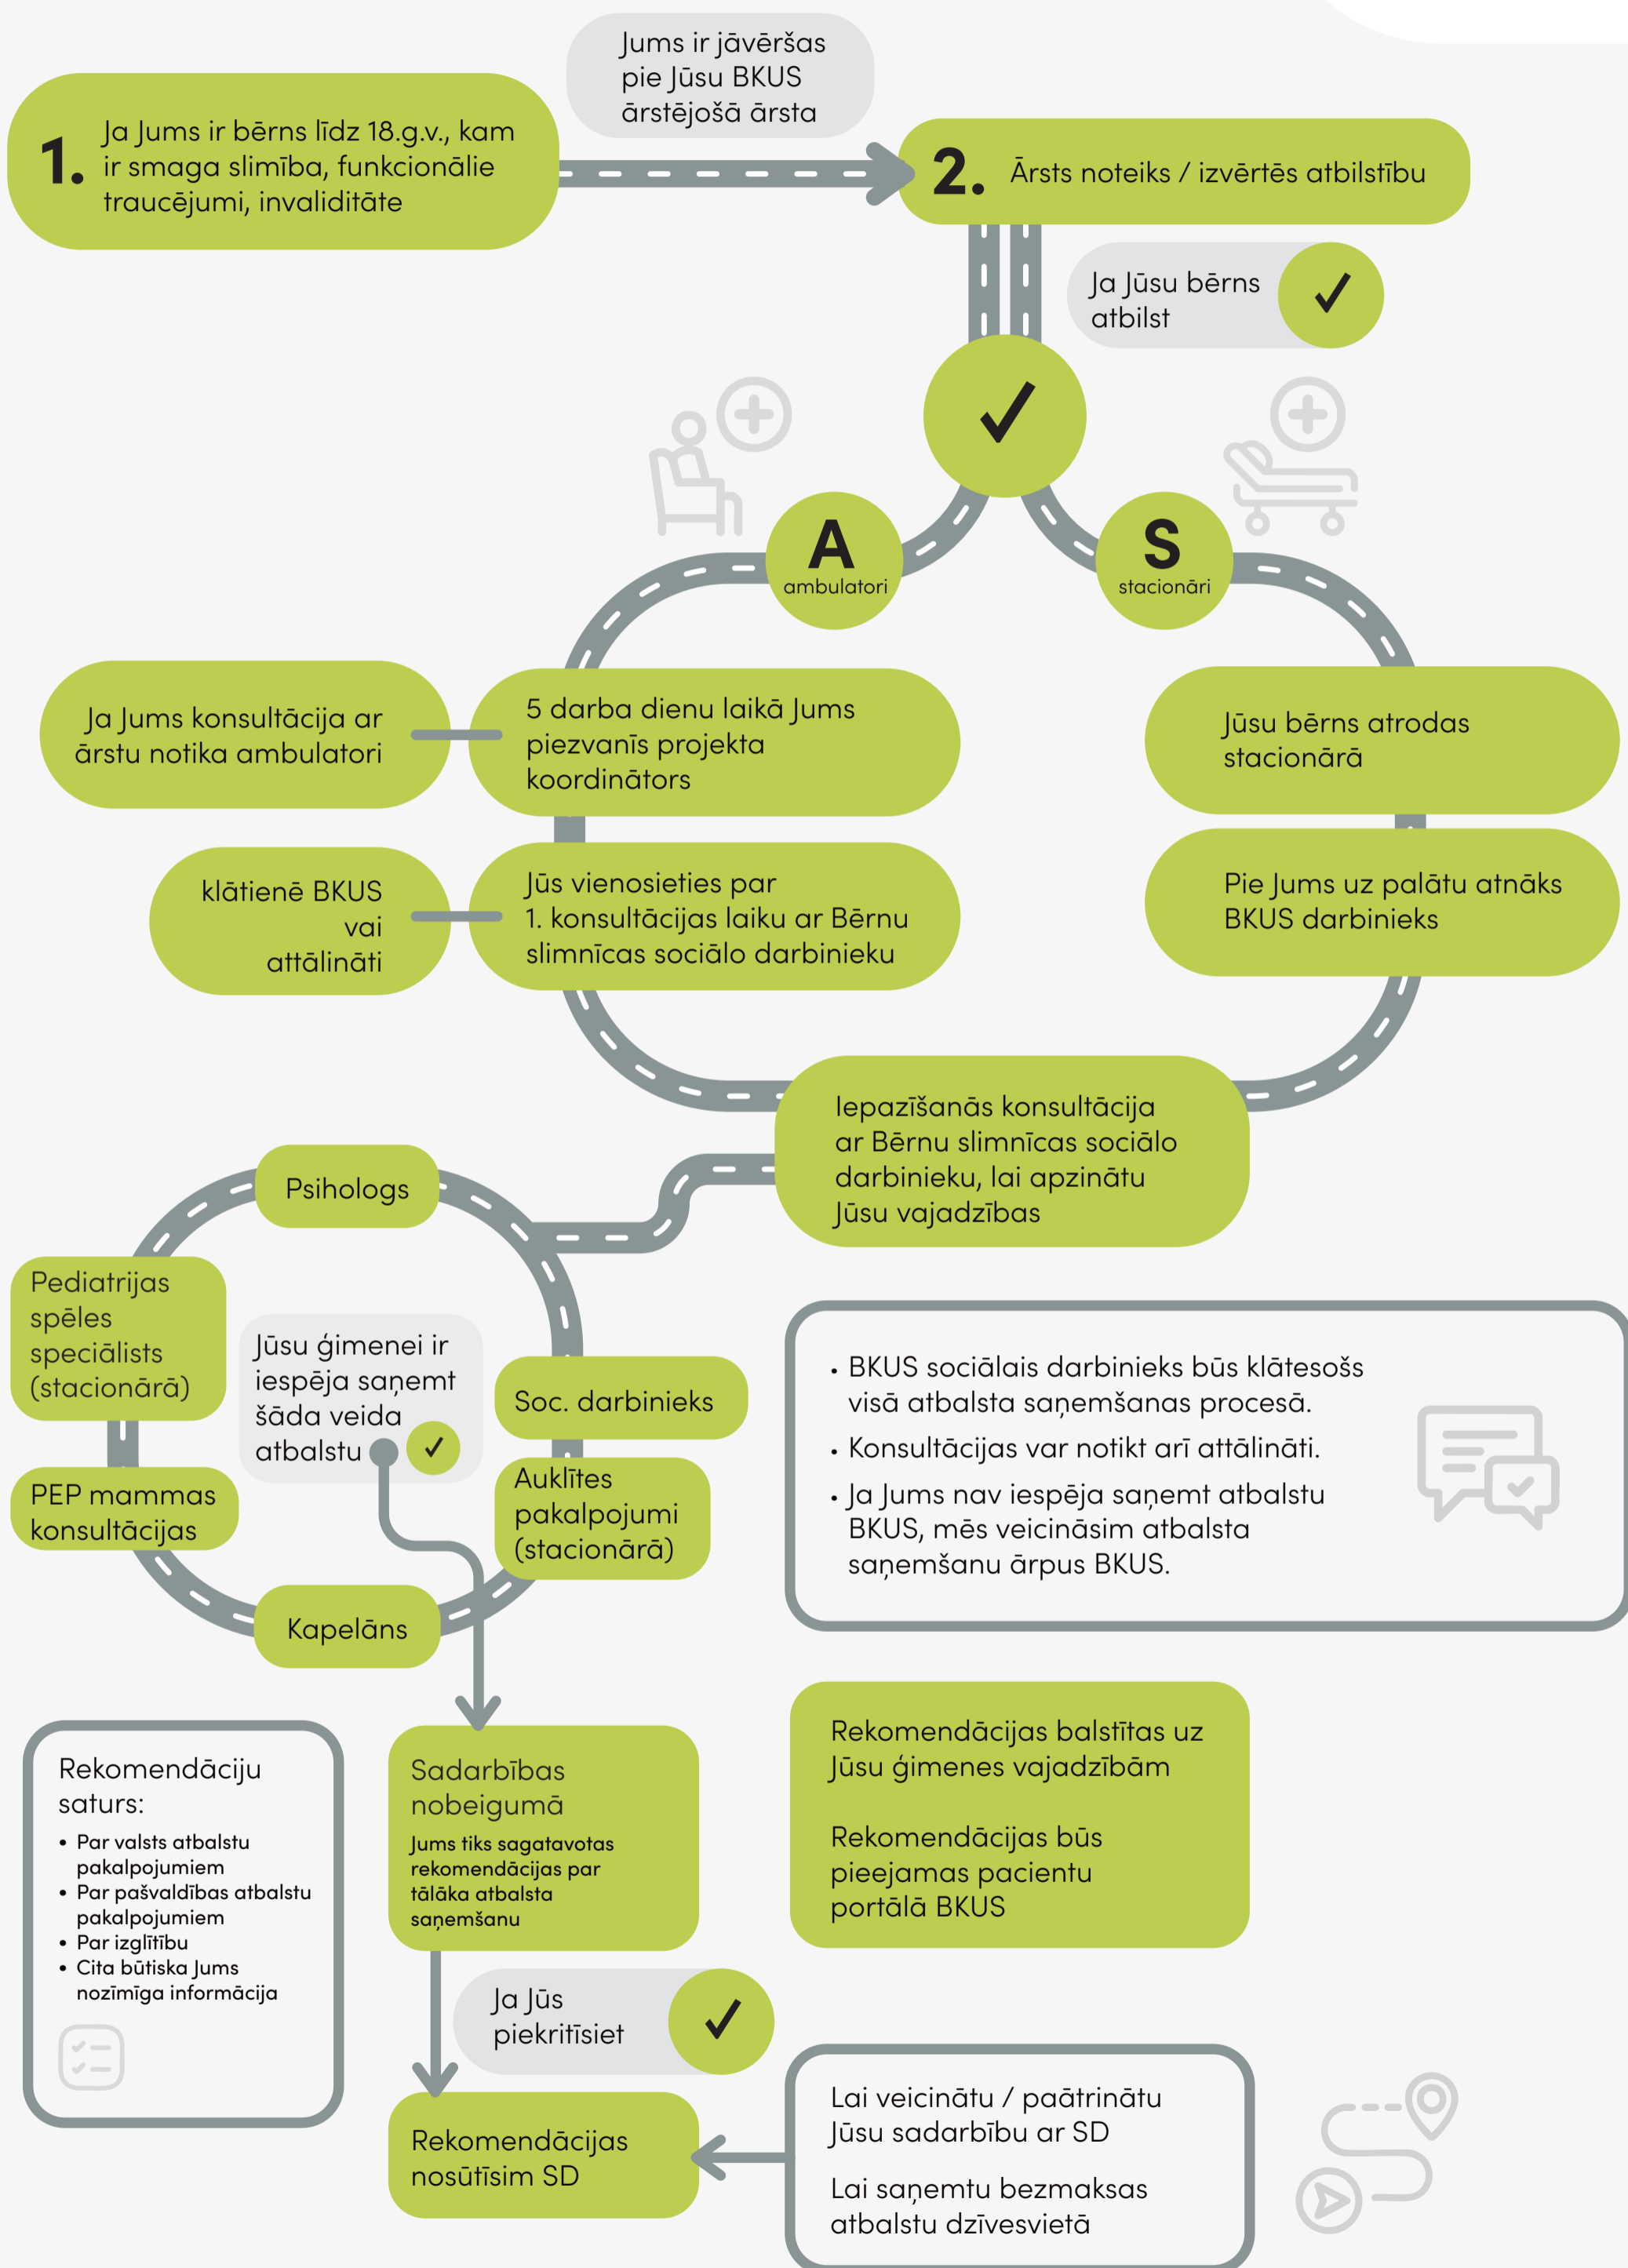 Jums ir jāvēršas
pie Jūsu BKUS
ārstējošā ārsta
1.
Ja Jums ir bērns līdz 18.g.v., kam
ir smaga slimība, funkcionālie
traucējumi, invaliditāte
2. Ārsts noteiks / izvērtēs atbilstību
Ja Jūsu bērns
atbilst
A
ambulatori
S
stacionāri
Ja Jums konsultācija ar
ārstu notika ambulatori
5 darba dienu laikā Jums
piezvanīs projekta
koordinātors
Jūsu bērns atrodas
stacionārā
klātienē BKUS
vai
attālināti
Jūs vienosieties par
1. konsultācijas laiku ar Bērnu
slimnīcas sociālo darbinieku
Pie Jums uz palātu atnāks
BKUS darbinieks
Iepazīšanās konsultācija
ar Bērnu slimnīcas sociālo
darbinieku, lai apzinātu
Jūsu vajadzības
Psihologs
Pediatrijas
spēles
speciālists
(stacionārā)
Jūsu ģimenei ir
iespēja saņemt
šāda veida
atbalstu
Soc. darbinieks
PEP mammas
konsultācijas
Auklītes
pakalpojumi
(stacionārā)
Kapelāns
• BKUS sociālais darbinieks būs klātesošs
visā atbalsta saņemšanas procesā.
• Konsultācijas var notikt arī attālināti.
• Ja Jums nav iespēja saņemt atbalstu
BKUS, mēs veicināsim atbalsta
saņemšanu ārpus BKUS.
Rekomendāciju
saturs:
• Par valsts atbalstu
pakalpojumiem
• Par pašvaldības atbalstu
pakalpojumiem
• Par izglītību
• Cita būtiska Jums
nozīmīga informācija
Sadarbības
nobeigumā
Jums tiks sagatavotas
rekomendācijas par
tālāka atbalsta
saņemšanu
Rekomendācijas balstītas uz
Jūsu ģimenes vajadzībām
Rekomendācijas būs
pieejamas pacientu
portālā BKUS
Ja Jūs
piekritīsiet
Rekomendācijas
nosūtīsim SD
Lai veicinātu / paātrinātu
Jūsu sadarbību ar SD
Lai saņemtu bezmaksas
atbalstu dzīvesvietā